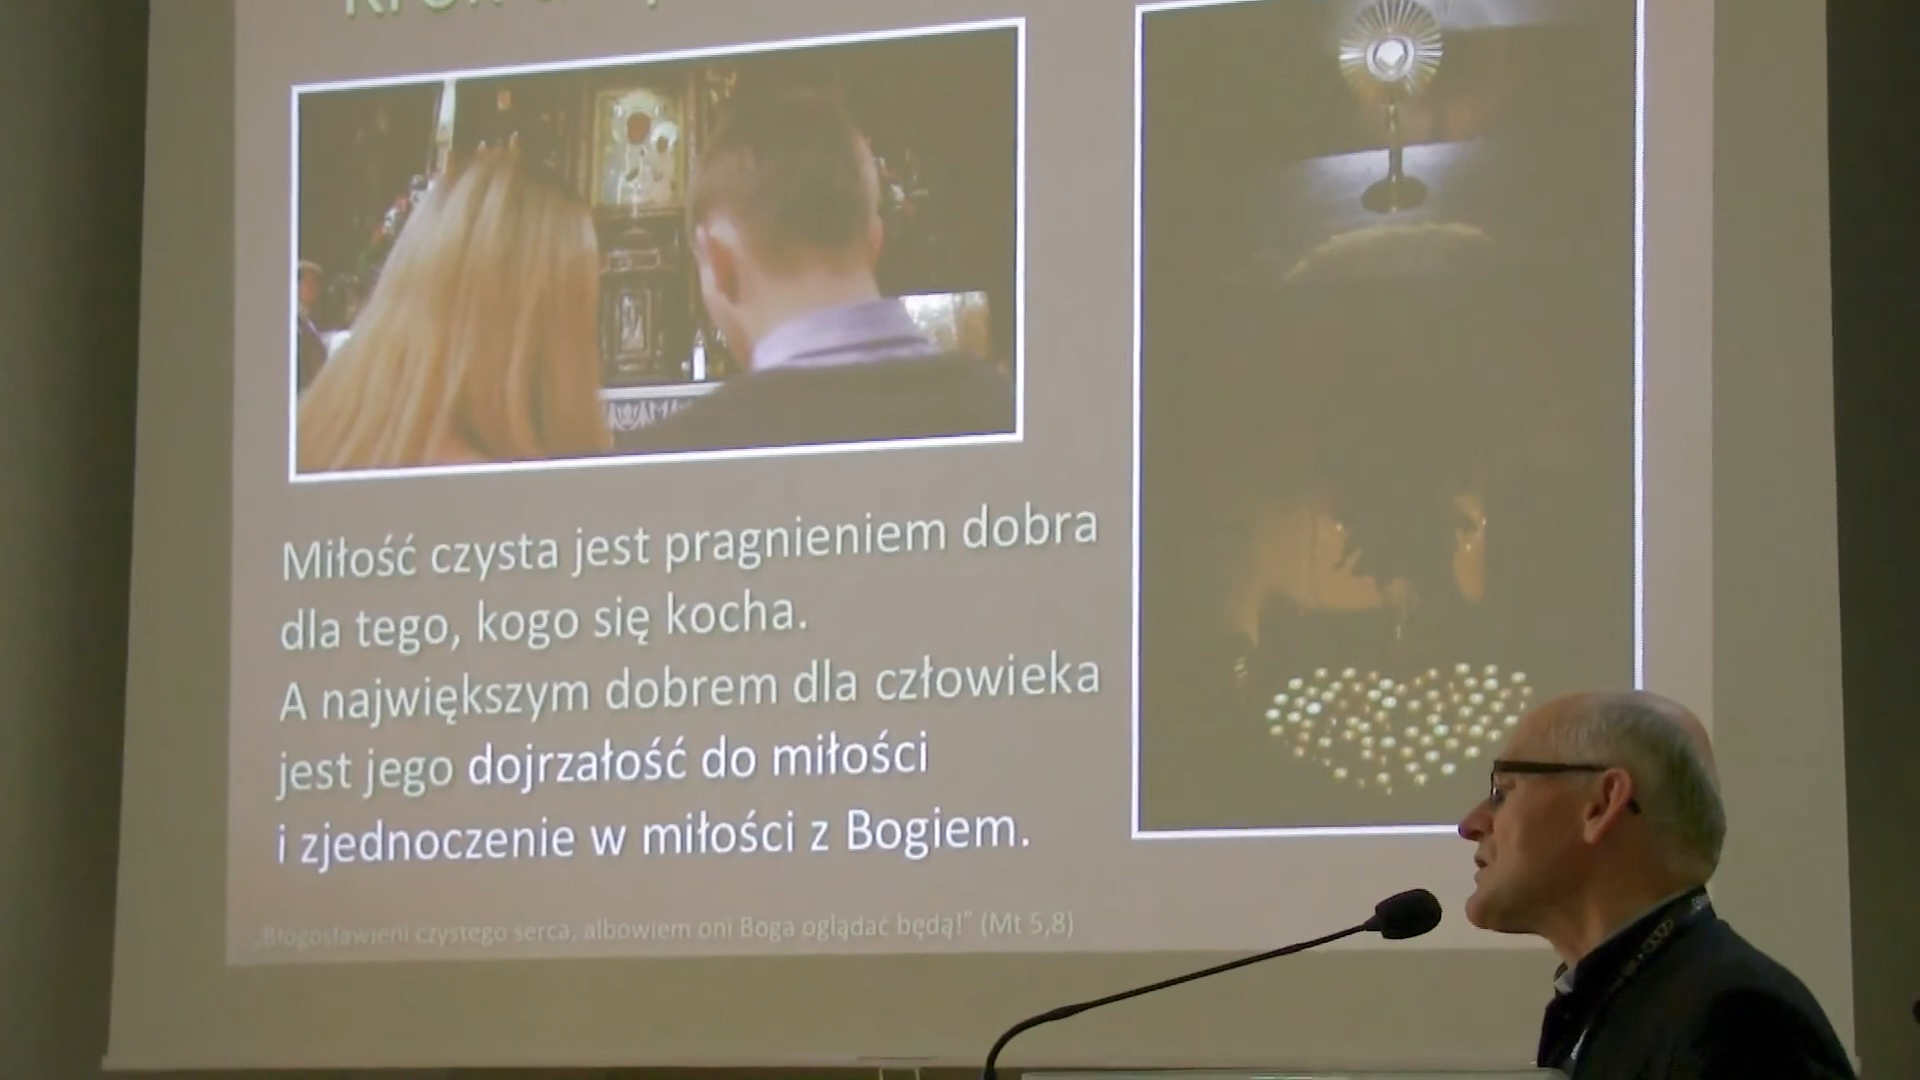 Miłość czysta jest pragnieniem dobra
dla tego, kogo się kocha.
A największym dobrem dla człowieka
jest jego dojrzałość do miłości
i zjednoczenie w miłości z Bogiem.
„Błogosławieni czystego serca, albowiem oni Boga oglądać będą!” (Mt 5,8)